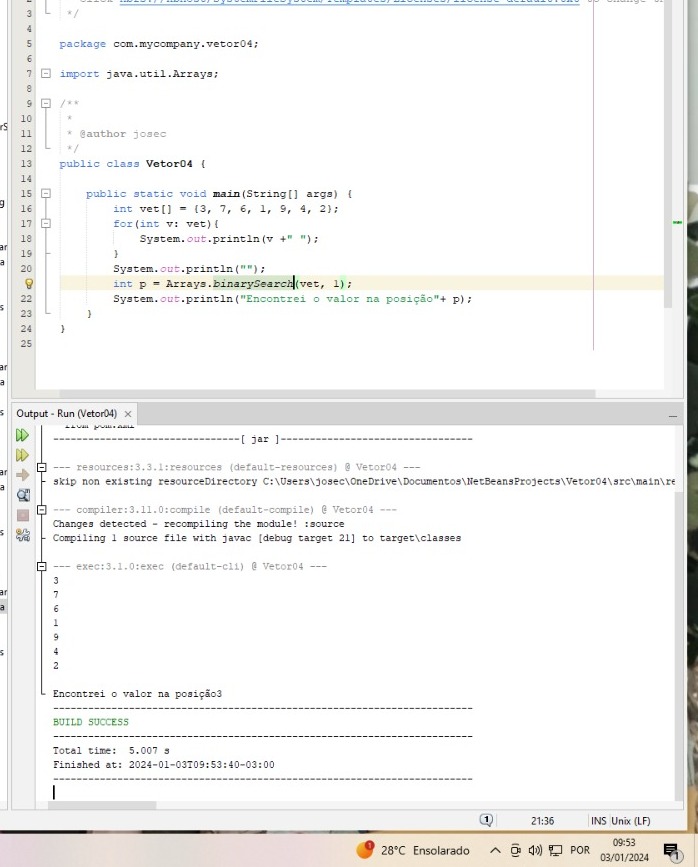 3
*/
4
5 package com.mycompany.vetor04;
6
7 import java.util.Arrays;
8
9 /**
10 *
11 * @author josec
12 */
13 public class Vetor04 {
14
15 public static void main(String[] args) {
16 int vet[] = {3, 7, 6, 1, 9, 4, 2};
17 for(int v: vet){
18 System.out.println(v +" ");
19 }
20 System.out.println("");
int p = Arrays.binarySearch(vet, 1);
22 System.out.println("Encontrei o valor na posição"+ p);
23 }
24 }
25
Output - Run (Vetor04) ×
--------------------------------[ jar ]---------------------------------
--- resources:3.3.1:resources (default-resources) @ Vetor04 ---
skip non existing resourceDirectory C:\Users\josec\OneDrive\Documentos\NetBeansProjects\Vetor04\src\main\re
--- compiler:3.11.0:compile (default-compile) @ Vetor04 ---
Changes detected - recompiling the module! :source
Compiling 1 source file with javac [debug target 21] to target\classes
--- exec:3.1.0:exec (default-cli) @ Vetor04 ---
3
7
6
1
9
4
2
Encontrei o valor na posição3
------------------------------------------------------------------------
BUILD SUCCESS
------------------------------------------------------------------------
Total time: 5.007 s
Finished at: 2024-01-03T09:53:40-03:00
------------------------------------------------------------------------
1 21:36 INS Unix (LF)
1 28°C Ensolarado POR 09:53
03/01/2024 1